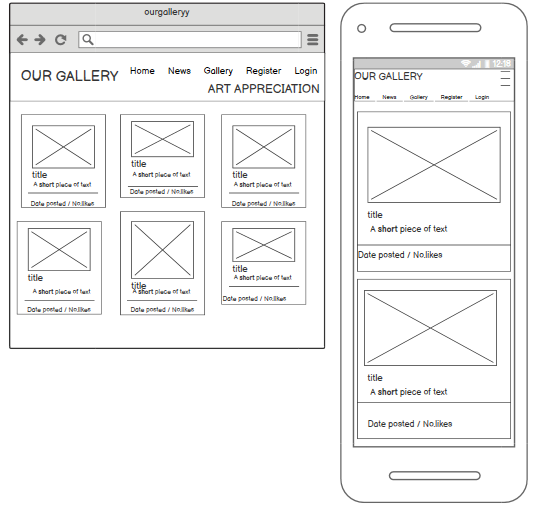 ourgalleryy
OUR GALLERY Home News Gallery Register Login
ART APPRECIATION
title
A short piece of text
Date posted / No.likes
title
A short piece of text
Date posted / No.likes
title
A short piece of text
Date posted / No.likes
title
A short piece of text
Date posted / No.likes
title
A short piece of text
Date posted / No.likes
title
A short piece of text
Date posted / No.likes
12:18
OUR GALLERY
Home News Gallery Register Login
title
A short piece of text
Date posted / No.likes
title
A short piece of text
Date posted / No.likes